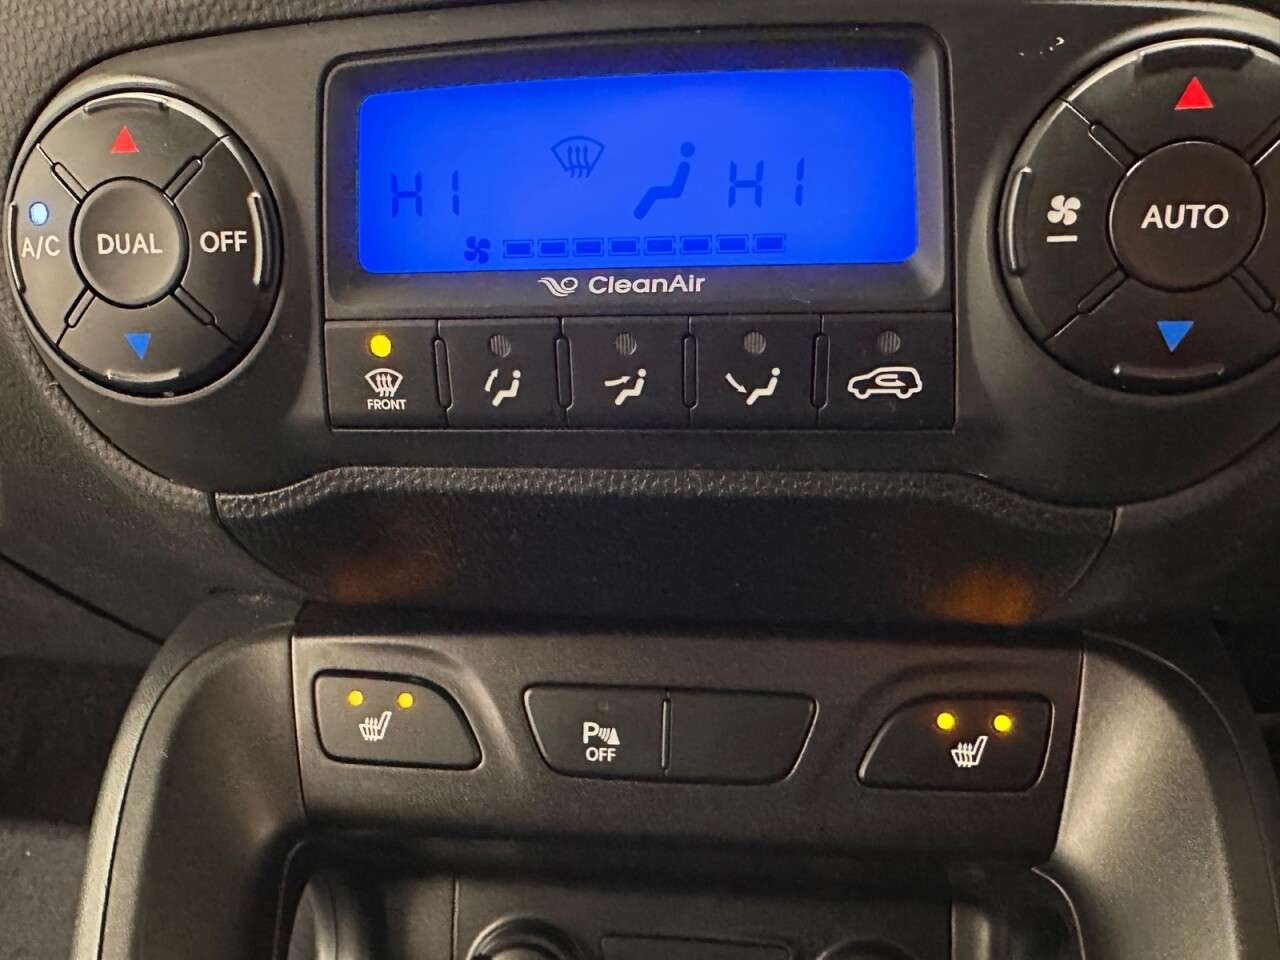 HI
HI
A/C
DUAL
OFF
AUTO
CleanAir
FRONT
P
OFF